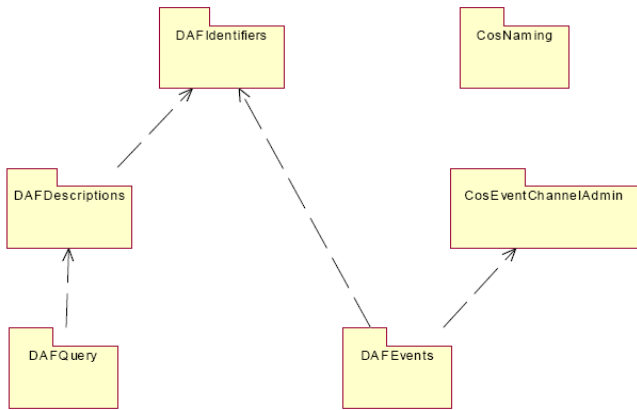 DAFIdentifiers
CosNaming
DAFDescriptions
CosEventChannelAdmin
DAFQuery
DAFEvents